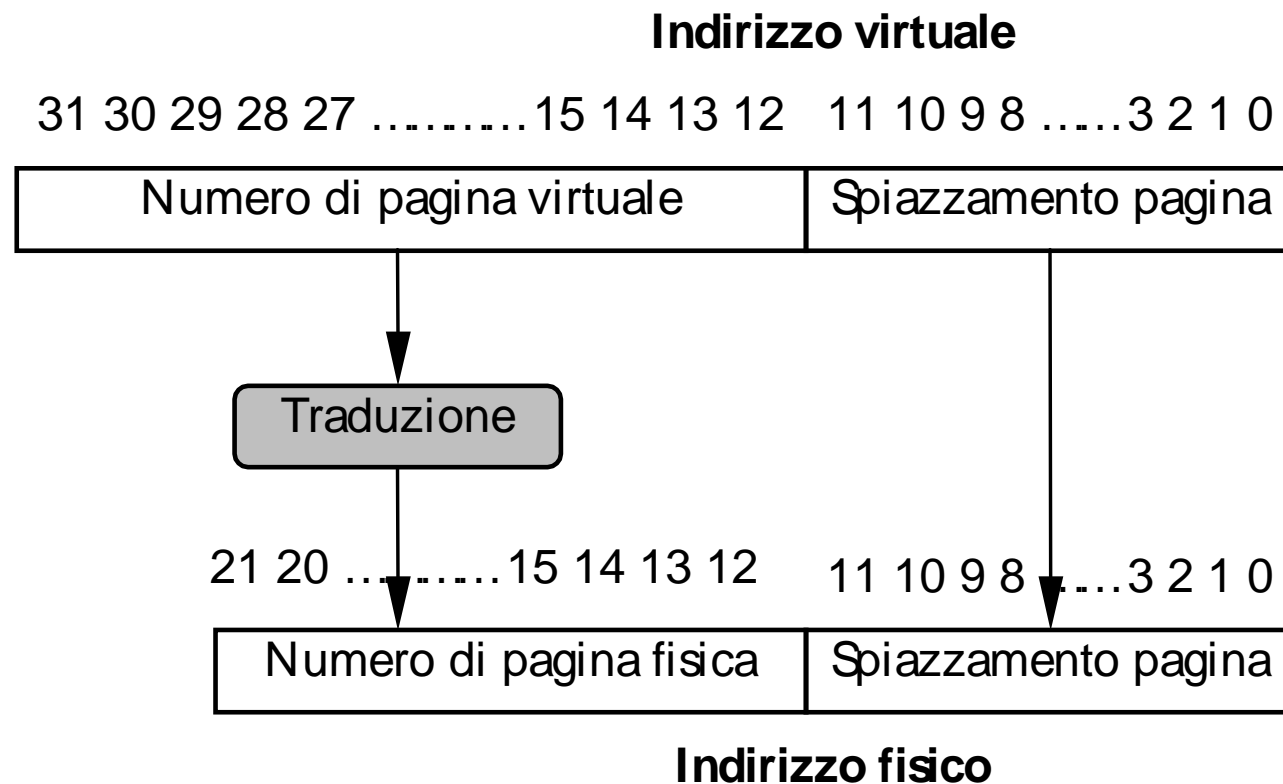 Indirizzo virtuale
31 30 29 28 27 ………… 15 14 13 12 11 10 9 8 ……3 2 1 0
Numero di pagina virtuale Spiazzamento pagina
Traduzione
21 20 ………… 15 14 13 12 11 10 9 8 ……3 2 1 0
Numero di pagina fisica Spiazzamento pagina
Indirizzo fisico